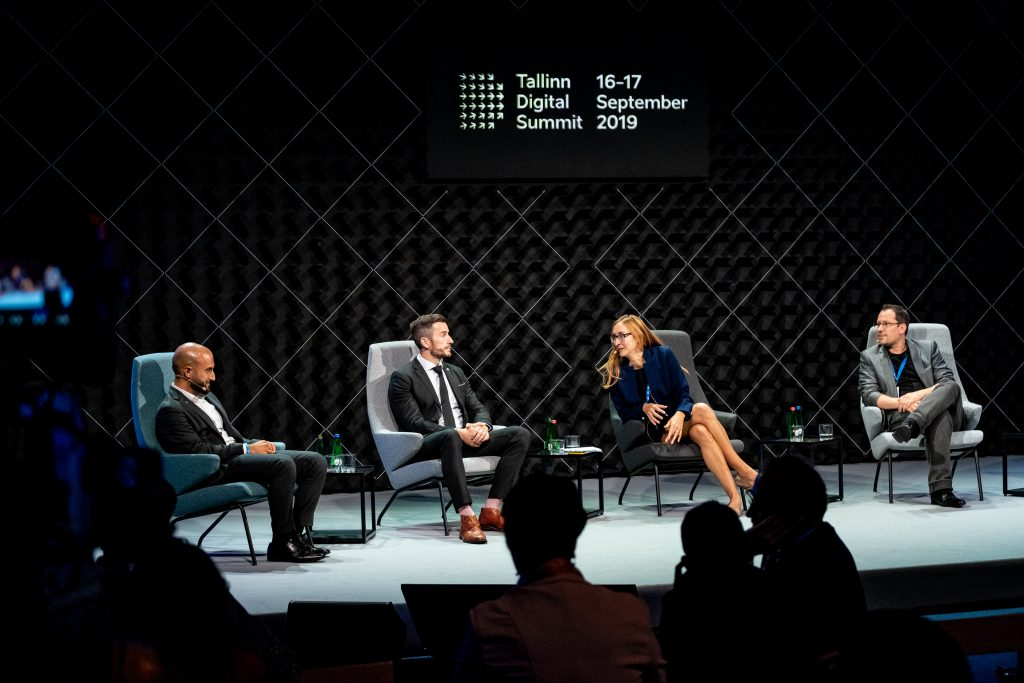 Tallinn 16-17
Digital September
Summit 2019